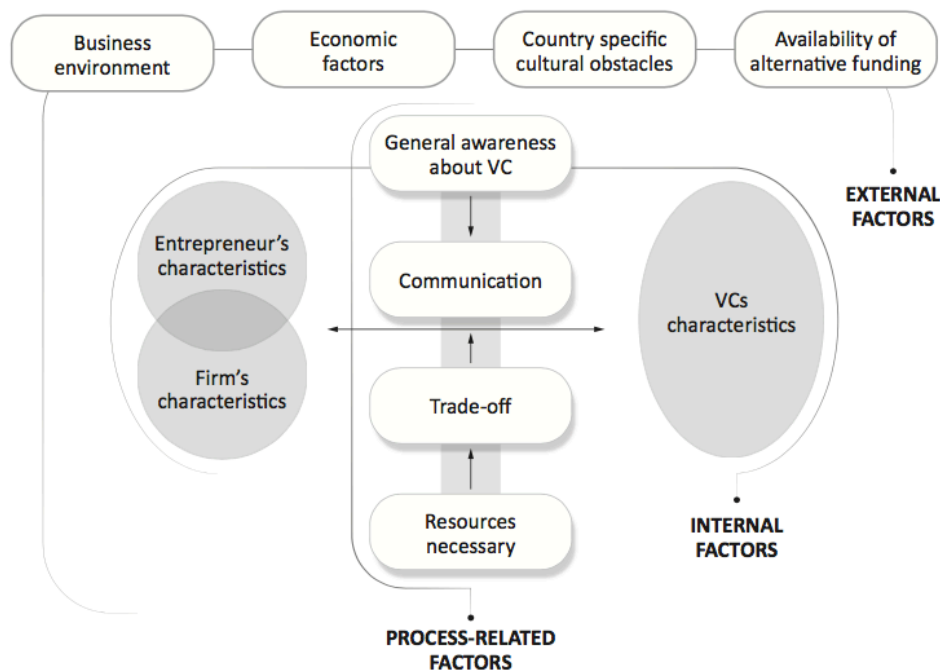 Business
environment
Economic
factors
Country specific
cultural obstacles
Availability of
alternative funding
General awareness
about VC
EXTERNAL
FACTORS
Entrepreneur’s
characteristics
Communication
VCs
characteristics
Firm’s
characteristics
Trade-off
Resources
necessary
INTERNAL
FACTORS
PROCESS-RELATED
FACTORS